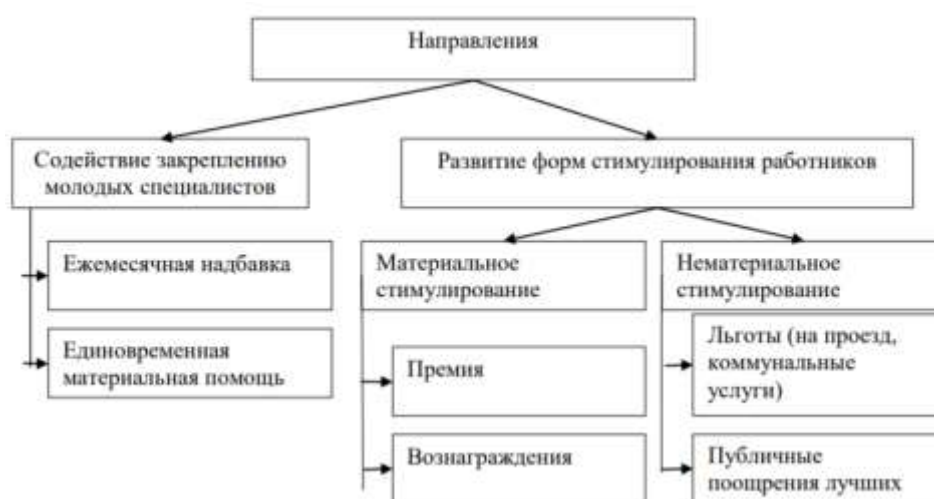 Направления
Содействие закреплению
молодых специалистов
Развитие форм стимулирования работников
Ежемесячная надбавка
Единовременная
материальная помощь
Материальное
стимулирование
Премия
Вознаграждения
Нематериальное
стимулирование
Льготы (на проезд,
коммунальные
услуги)
Публичные
поощрения лучших